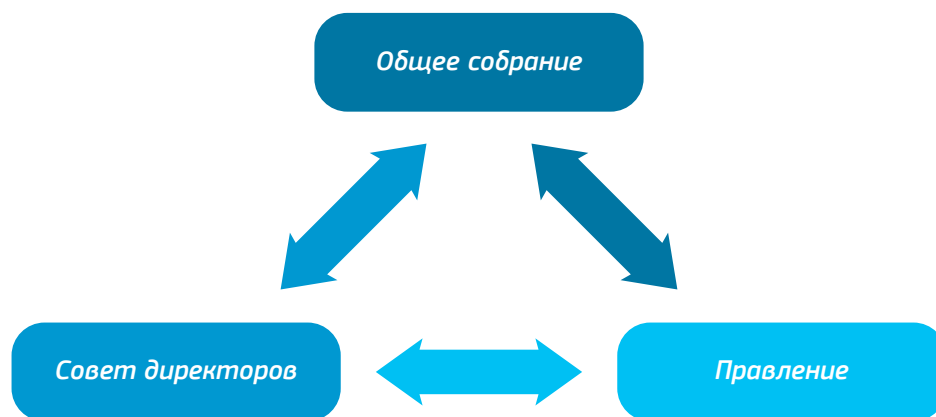 Общее собрание
Совет директоров
Правление